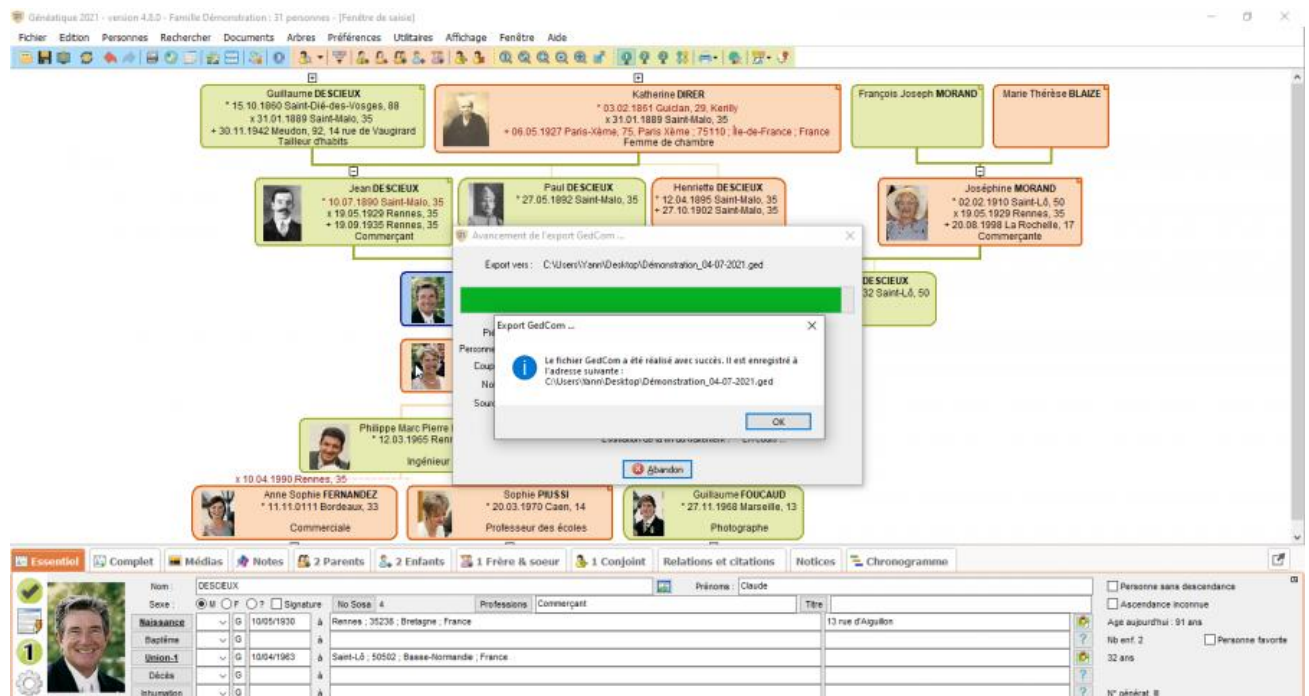 Généatique 2021 - version 4.8.0 - Famille Démonstration : 31 personnes - [Fenêtre de saisie]
Fichier Edition Personnes Rechercher Documents Arbres Préférences Utilitaires Affichage Fenêtre Aide
Guillaume DESCIEUX
* 15.10.1860 Saint-Dié-des-Vosges, 88
x 31.01.1889 Saint-Malo, 35
+ 30.11.1942 Meudon, 92, 14 rue de Vaugirard
Tailleur d'habits
Katherine DIRER
* 03.02.1861 Guiclan, 29, Kerilly
x 31.01.1889 Saint-Malo, 35
+ 06.05.1927 Paris-Xème, 75, Paris Xème ; 75110 ; Île-de-France ; France
Femme de chambre
François Joseph MORAND
Marie Thérèse BLAIZE
Jean DESCIEUX
* 10.07.1890 Saint-Malo, 35
x 19.05.1929 Rennes, 35
+ 19.09.1935 Rennes, 35
Commerçant
Paul DESCIEUX
* 27.05.1892 Saint-Malo, 35
Henriette DESCIEUX
* 12.04.1895 Saint-Malo, 35
+ 27.10.1902 Saint-Malo, 35
Joséphine MORAND
* 02.02.1910 Saint-Lô, 50
x 19.05.1929 Rennes, 35
+ 20.08.1998 La Rochelle, 17
Commerçante
Avancement de l'export GedCom ...
Export vers : C:\Users\Yann\Desktop\Démonstration_04-07-2021.ged
DESCIEUX
32 Saint-Lô, 50
Export GedCom ...
Le fichier GedCom a été réalisé avec succès. Il est enregistré à
l'adresse suivante :
C:\Users\Yann\Desktop\Démonstration_04-07-2021.ged
OK
Personne
Coup
No
Sour
Abandon
Philippe Marc Pierre
* 12.03.1965 Renn
Ingénieur
x 10.04.1990 Rennes, 35
Anne Sophie FERNANDEZ
* 11.11.0111 Bordeaux, 33
Commerciale
Sophie PIUSSI
* 20.03.1970 Caen, 14
Professeur des écoles
Guillaume FOUCAUD
* 27.11.1968 Marseille, 13
Photographe
Essentiel Complet Médias Notes 2 Parents 2 Enfants 1 Frère & soeur 1 Conjoint Relations et citations Notices Chronogramme
Nom : DESCIEUX Prénoms : Claude
Sexe : M F ? Signature No Sosa 4 Professions Commerçant Titre
Naissance G 10/05/1930 à Rennes ; 35238 ; Bretagne ; France 13 rue d'Aiguillon
Baptême G à ?
Union-1 G 10/04/1963 à Saint-Lô ; 50502 ; Basse-Normandie ; France
Décès G à ?
Inhumation G à ?
Personne sans descendance
Ascendance inconnue
Age aujourd'hui : 91 ans
Nb enf. 2 Personne favorite
32 ans
N° générat. III